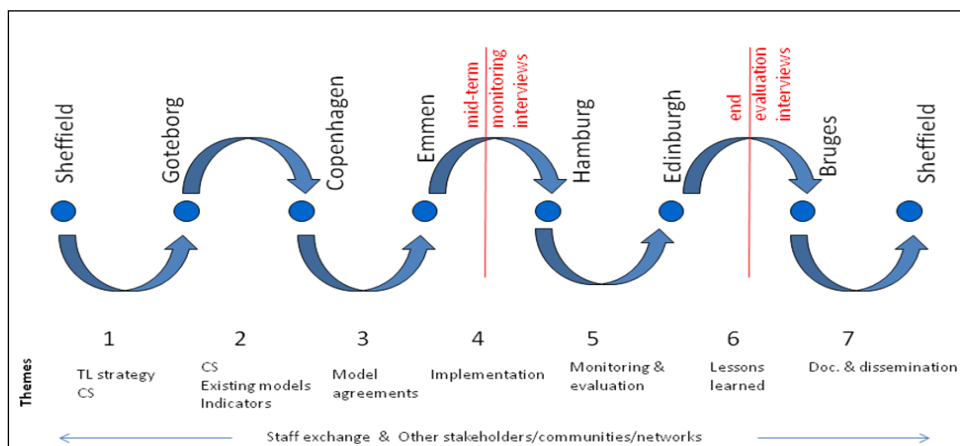 Sheffield
Goteborg
Copenhagen
Emmen
mid-term
monitoring
interviews
Hamburg
Edinburgh
end
evaluation
interviews
Bruges
Sheffield
Themes
1
TL strategy
CS
2
CS
Existing models
Indicators
3
Model
agreements
4
Implementation
5
Monitoring &
evaluation
6
Lessons
learned
7
Doc. & dissemination
Staff exchange & Other stakeholders/communities/networks